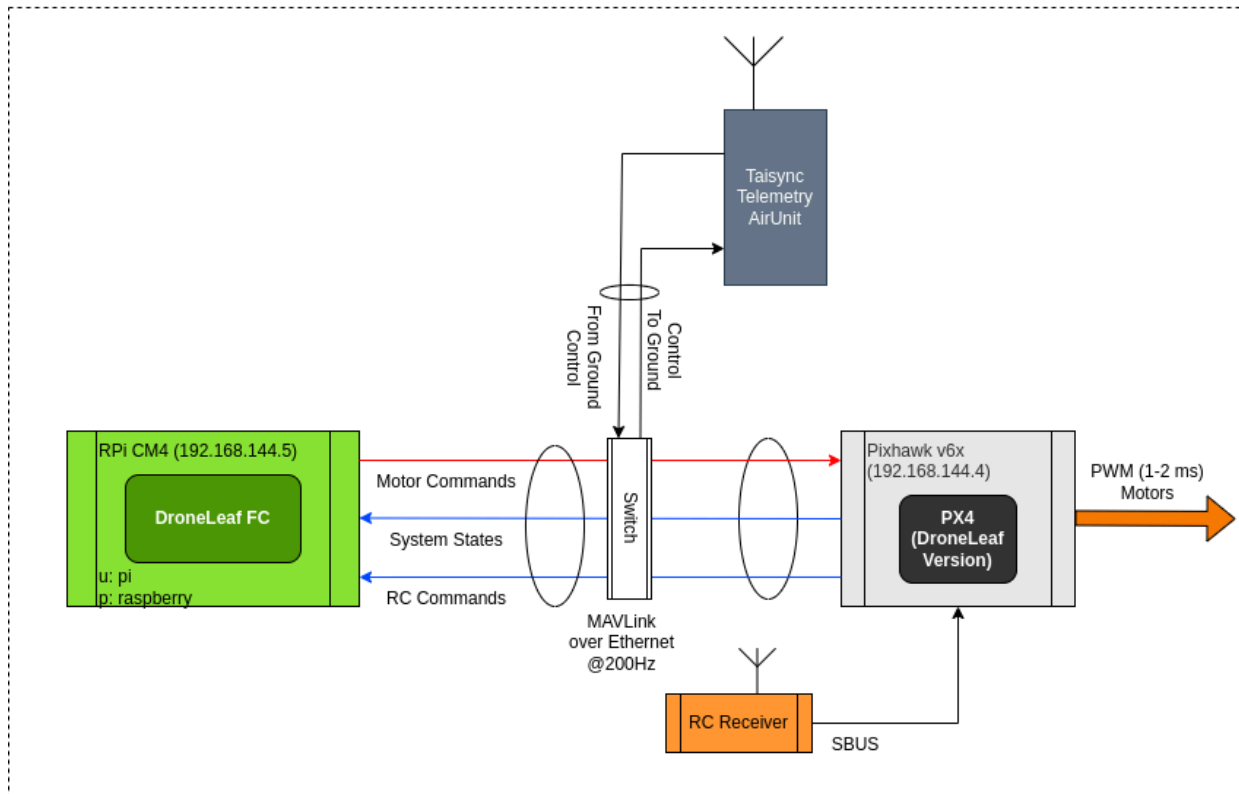 Taisync
Telemetry
AirUnit
From Ground
Control
To Ground
Control
RPi CM4 (192.168.144.5)
DroneLeaf FC
u: pi
p: raspberry
Motor Commands
System States
RC Commands
Switch
MAVLink
over Ethernet
@200Hz
Pixhawk v6x
(192.168.144.4)
PX4
(DroneLeaf
Version)
PWM (1-2 ms)
Motors
RC Receiver
SBUS